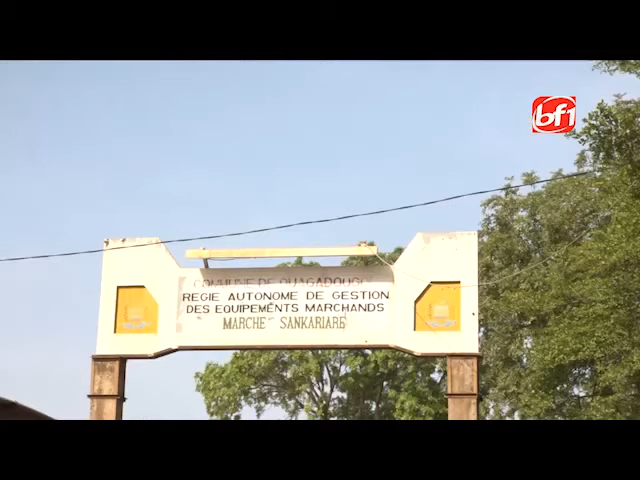 bf1
COMMUNE DE OUAGADOUGOU
REGIE AUTONOME DE GESTION
DES EQUIPEMENTS MARCHANDS
MARCHE SANKARIARE